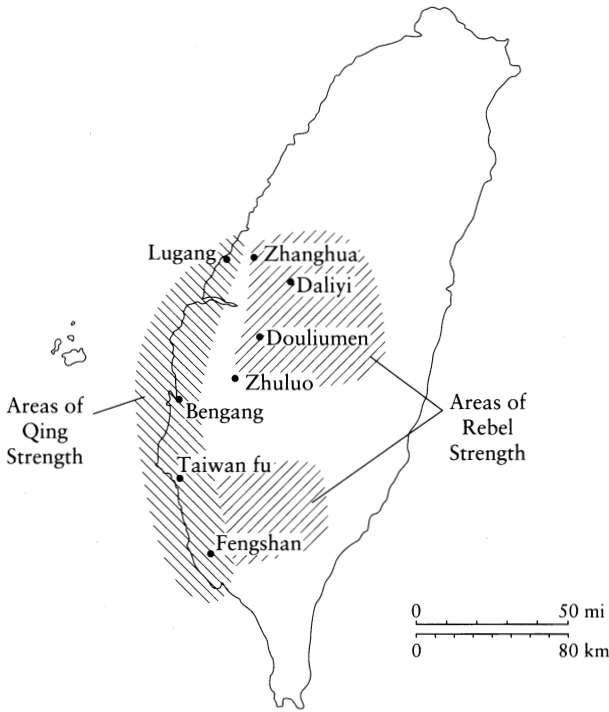 Lugang
Zhanghua
Daliyi
Douliumen
Zhuluo
Bengang
Areas of
Qing
Strength
Areas of
Rebel
Strength
Taiwan fu
Fengshan
0 50 mi
0 80 km